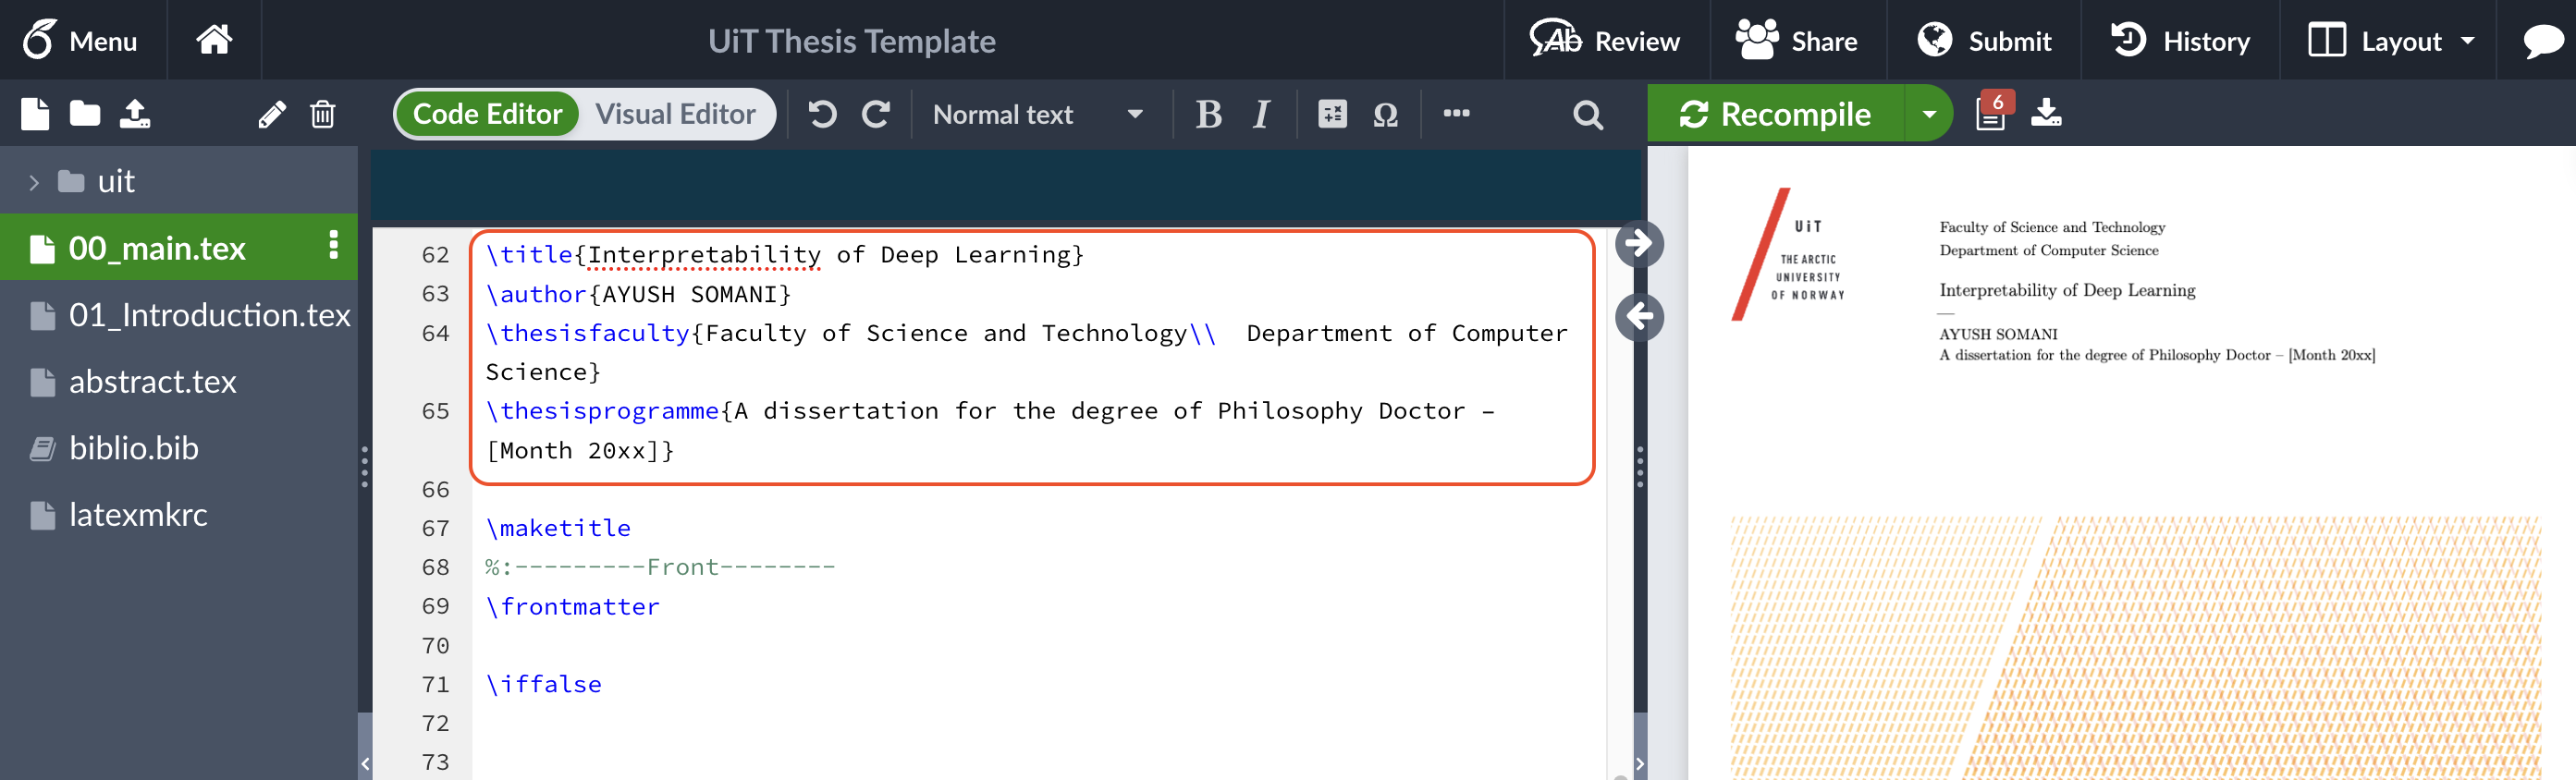 Menu
UiT Thesis Template
Review
Share
Submit
History
Layout
Code Editor
Visual Editor
Normal text
B I
Ω
Recompile
6
uit
00_main.tex
01_Introduction.tex
abstract.tex
biblio.bib
latexmkrc
62 \title{Interpretability of Deep Learning}
63 \author{AYUSH SOMANI}
64 \thesisfaculty{Faculty of Science and Technology\\  Department of Computer
Science}
65 \thesisprogramme{A dissertation for the degree of Philosophy Doctor –
[Month 20xx]}
66
67 \maketitle
68 %:---------Front--------
69 \frontmatter
70
71 \iffalse
72
73
UiT
THE ARCTIC
UNIVERSITY
OF NORWAY
Faculty of Science and Technology
Department of Computer Science
Interpretability of Deep Learning
—
AYUSH SOMANI
A dissertation for the degree of Philosophy Doctor – [Month 20xx]